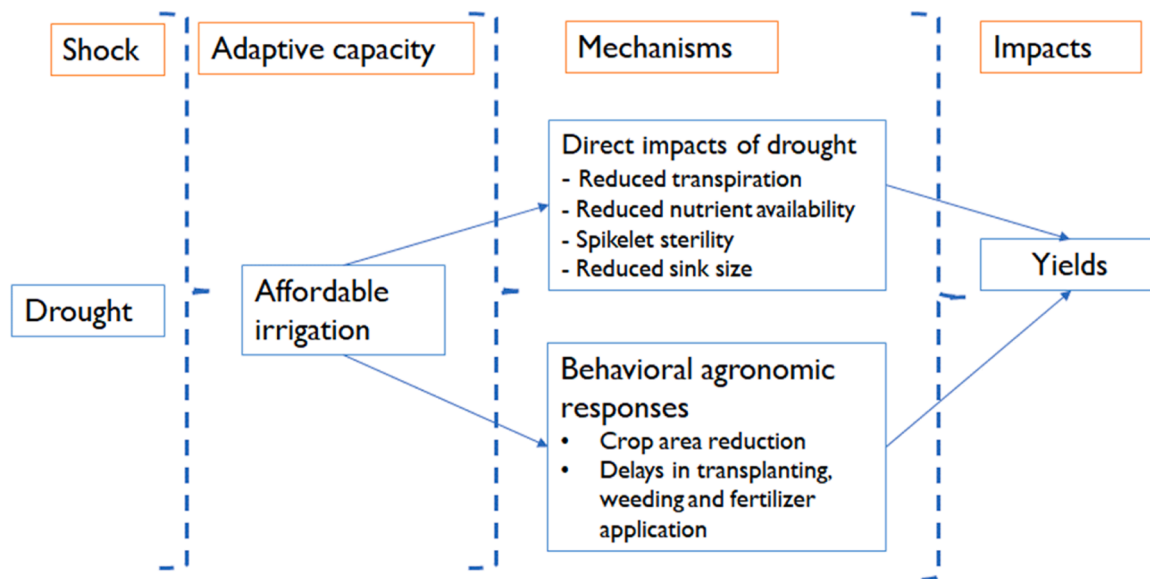 Shock
Adaptive capacity
Mechanisms
Impacts
Drought
Affordable
irrigation
Direct impacts of drought
- Reduced transpiration
- Reduced nutrient availability
- Spikelet sterility
- Reduced sink size
Behavioral agronomic
responses
• Crop area reduction
• Delays in transplanting,
weeding and fertilizer
application
Yields